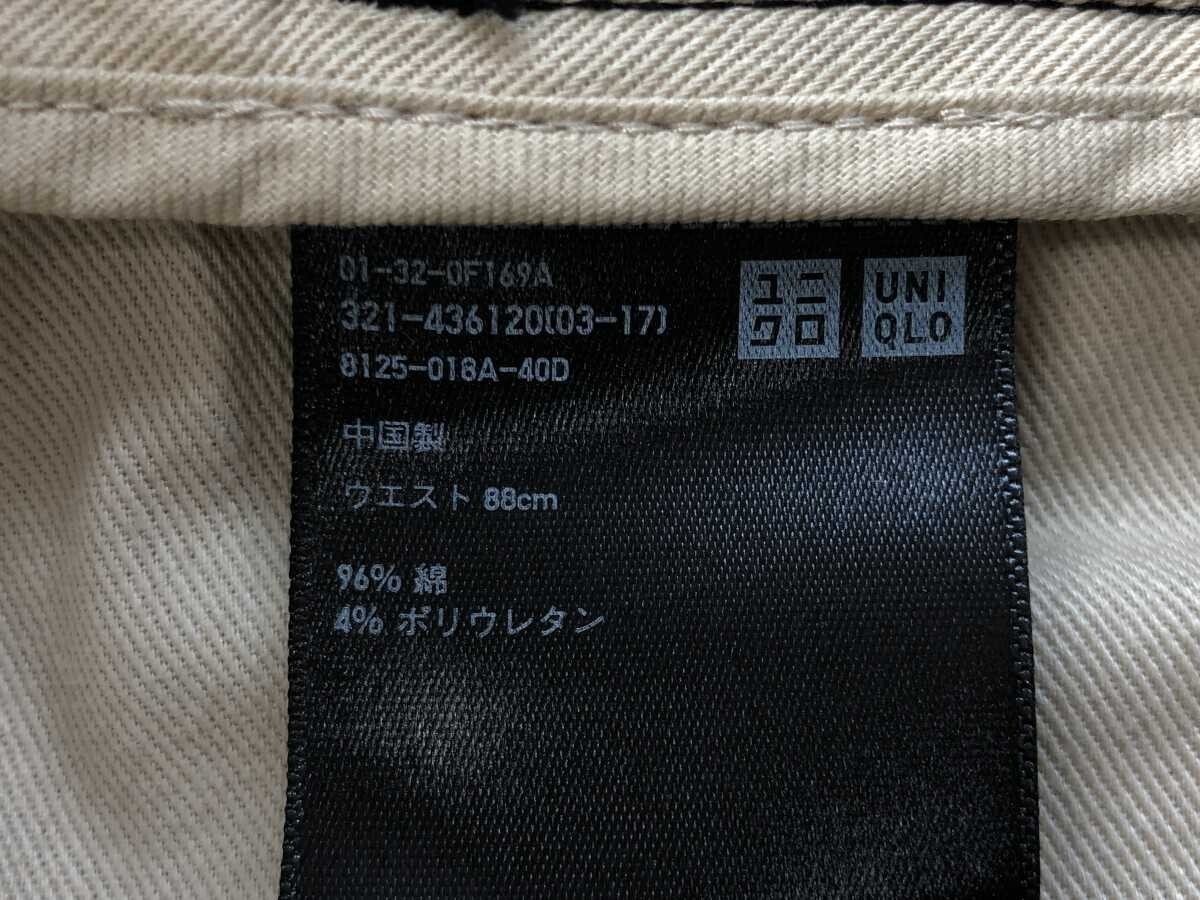 01-32-0F169A
321-436120(03-17)
8125-018A-40D
ユニ
クロ
UNI
QLO
中国製
ウエスト 88cm
96% 綿
4% ポリウレタン